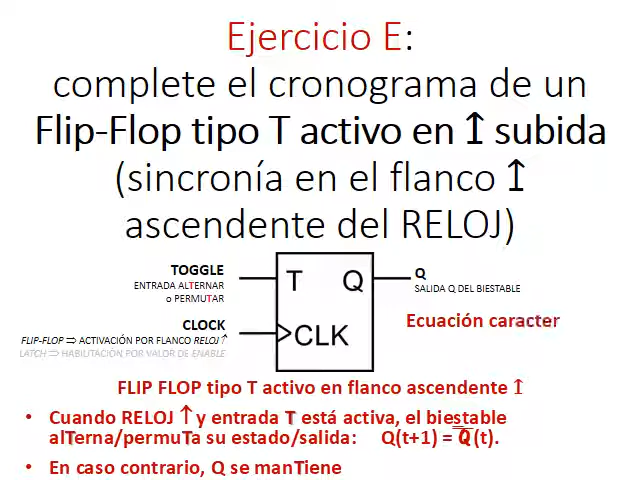 Ejercicio E:
complete el cronograma de un
Flip-Flop tipo T activo en ↥ subida
(sincronía en el flanco ↥
ascendente del RELOJ)
TOGGLE
ENTRADA ALTERNAR
o PERMUTAR
T Q
Q
SALIDA Q DEL BIESTABLE
CLOCK
FLIP-FLOP ⇒ ACTIVACIÓN POR FLANCO RELOJ ↑
LATCH ⇒ HABILITACIÓN POR VALOR DE ENABLE
CLK
Ecuación caracter
FLIP FLOP tipo T activo en flanco ascendente ↥
• Cuando RELOJ ↑ y entrada T está activa, el biestable
alTerna/permuTa su estado/salida: Q(t+1) = Q̅(t).
• En caso contrario, Q se manTiene